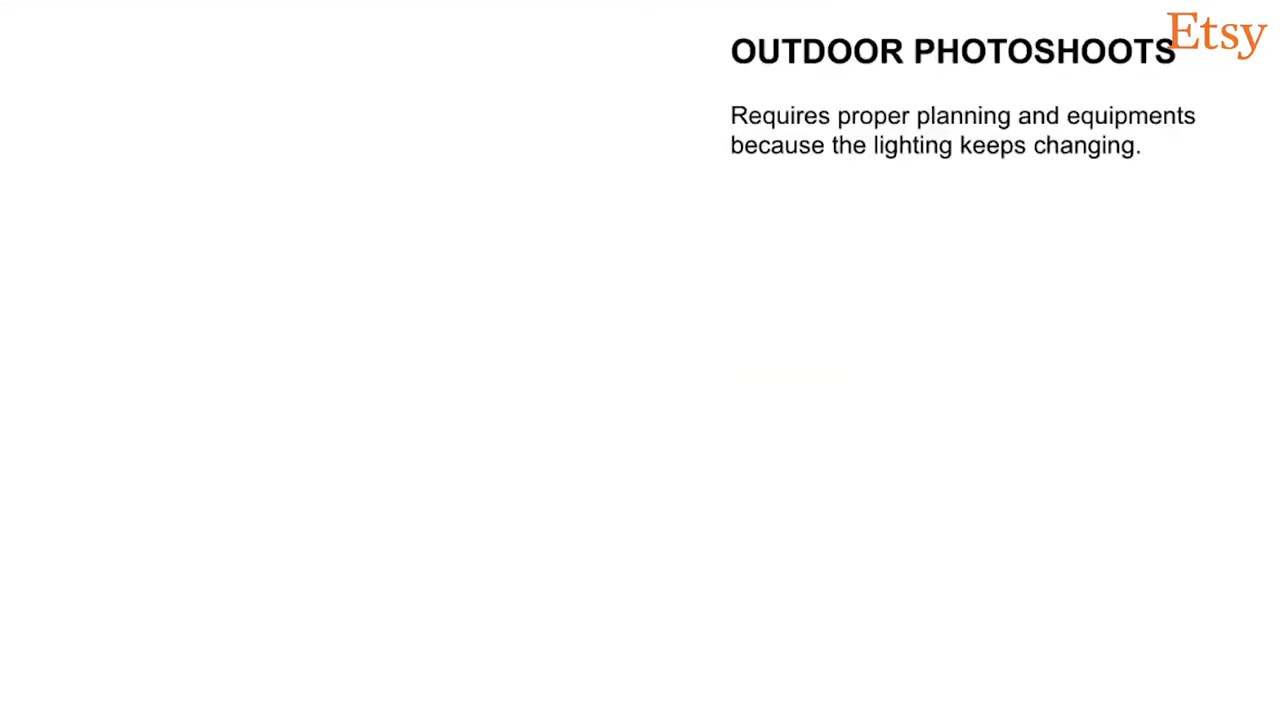 Etsy
OUTDOOR PHOTOSHOOTS
Requires proper planning and equipments
because the lighting keeps changing.